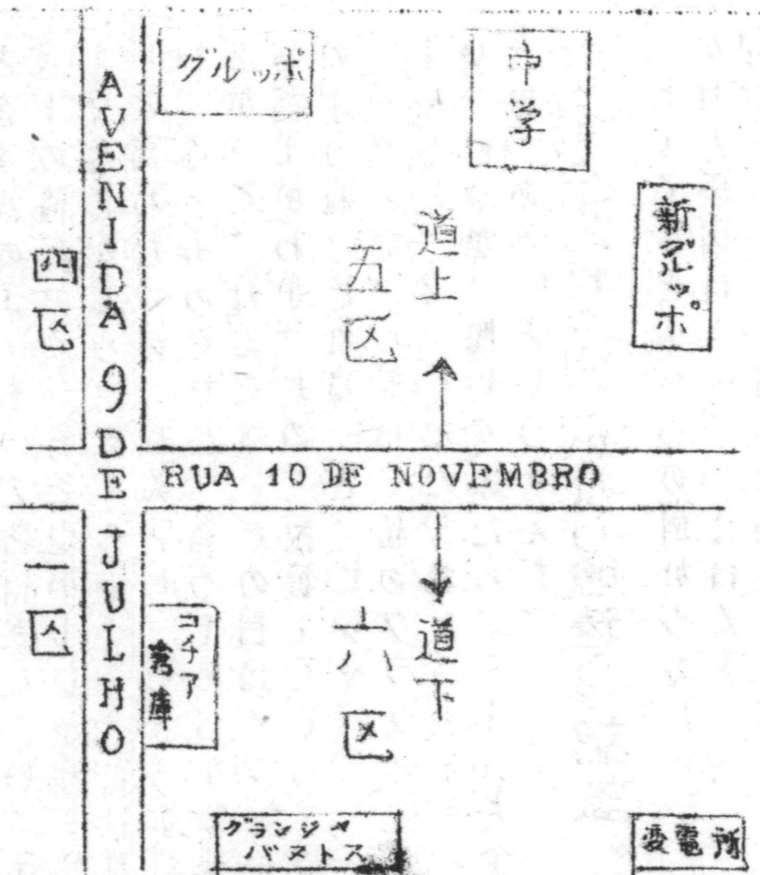 グルッポ
中学
新グルッポ
道上
五区
四区
AVENIDA 9 DE JULHO
RUA 10 DE NOVEMBRO
一区
コチア
倉庫
六区
道下
グランジャ
バストス
変電所